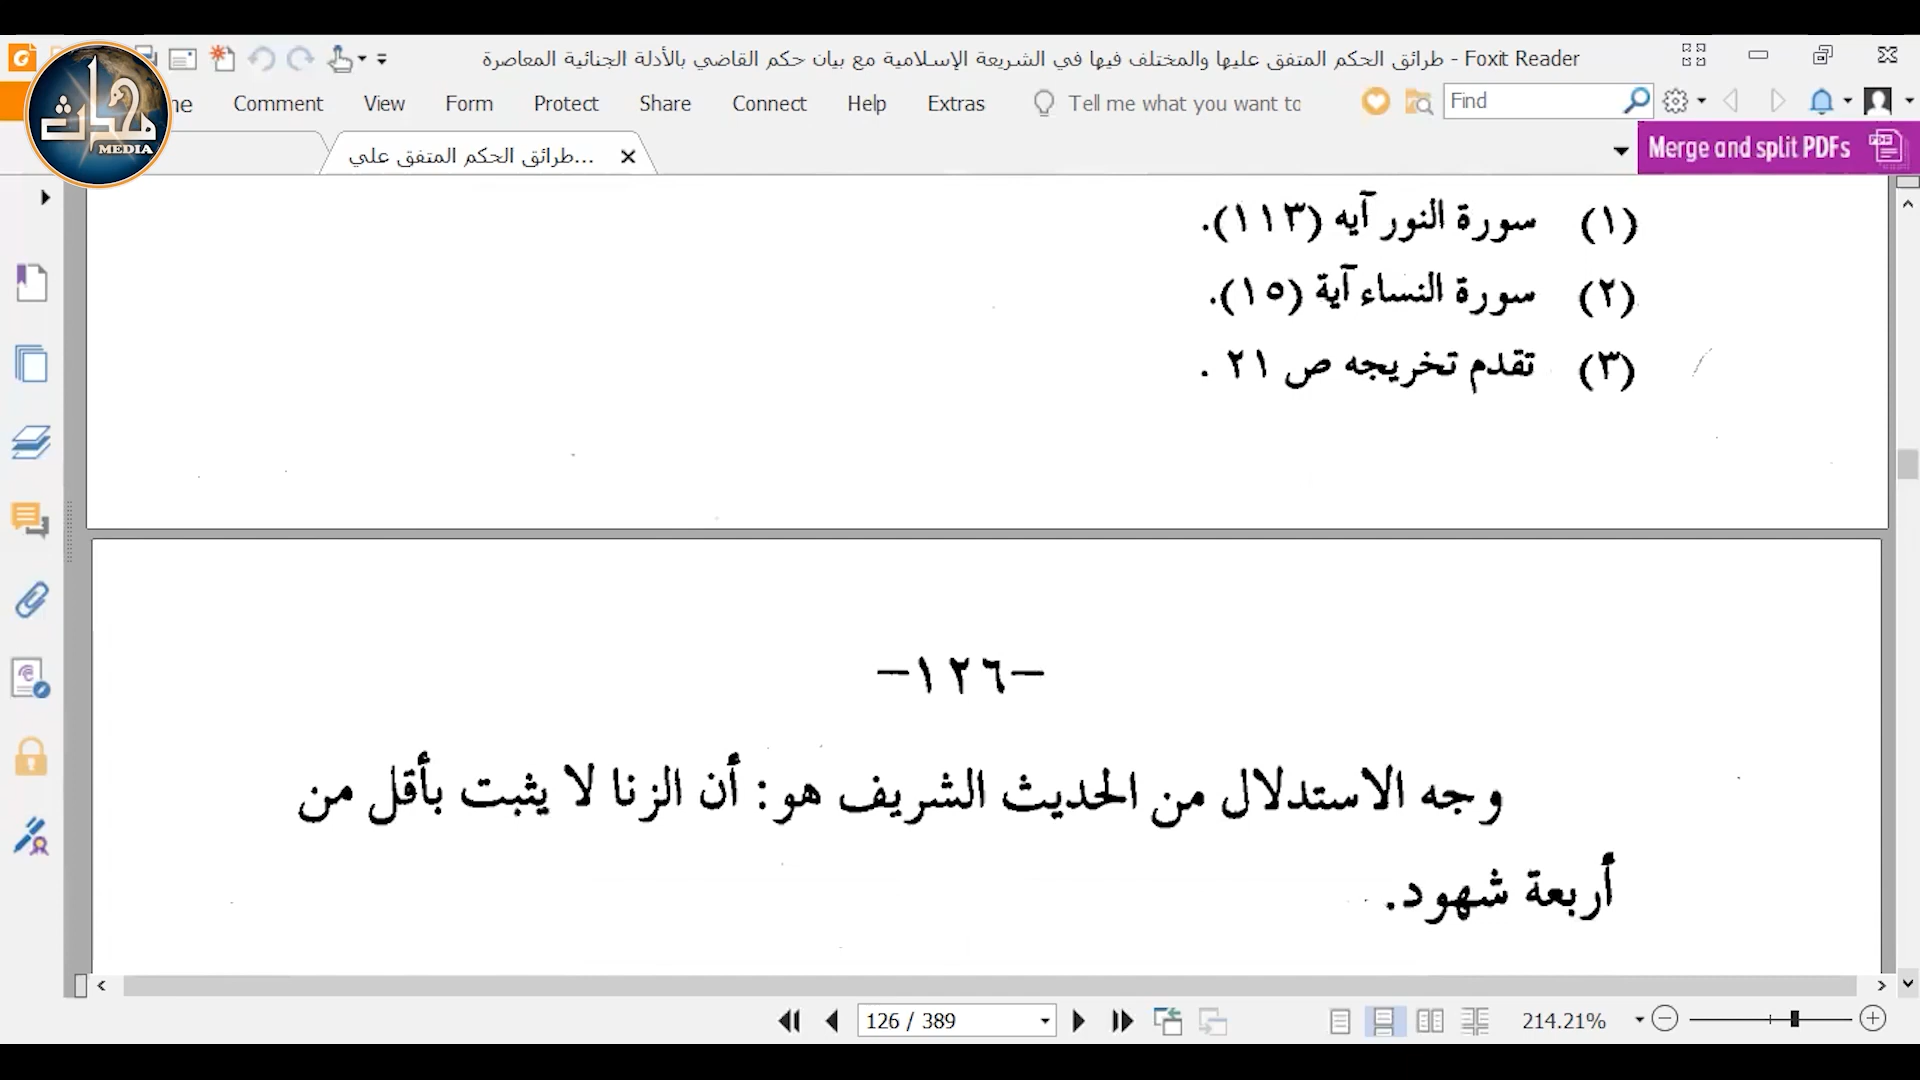 طرائق الحكم المتفق عليها والمختلف فيها في الشريعة الإسلامية مع بيان حكم القاضي بالأدلة الجنائية المعاصرة - Foxit Reader
me Comment View Form Protect Share Connect Help Extras Tell me what you want to Find
محدث
MEDIA
طرائق الحكم المتفق علي...
Merge and split PDFs
(١) سورة النور آيه (١١٣).
(٢) سورة النساء آية (١٥).
(٣) تقدم تخريجه ص ٢١ .
–١٢٦–
وجه الاستدلال من الحديث الشريف هو: أن الزنا لا يثبت بأقل من
أربعة شهود.
126 / 389 214.21%